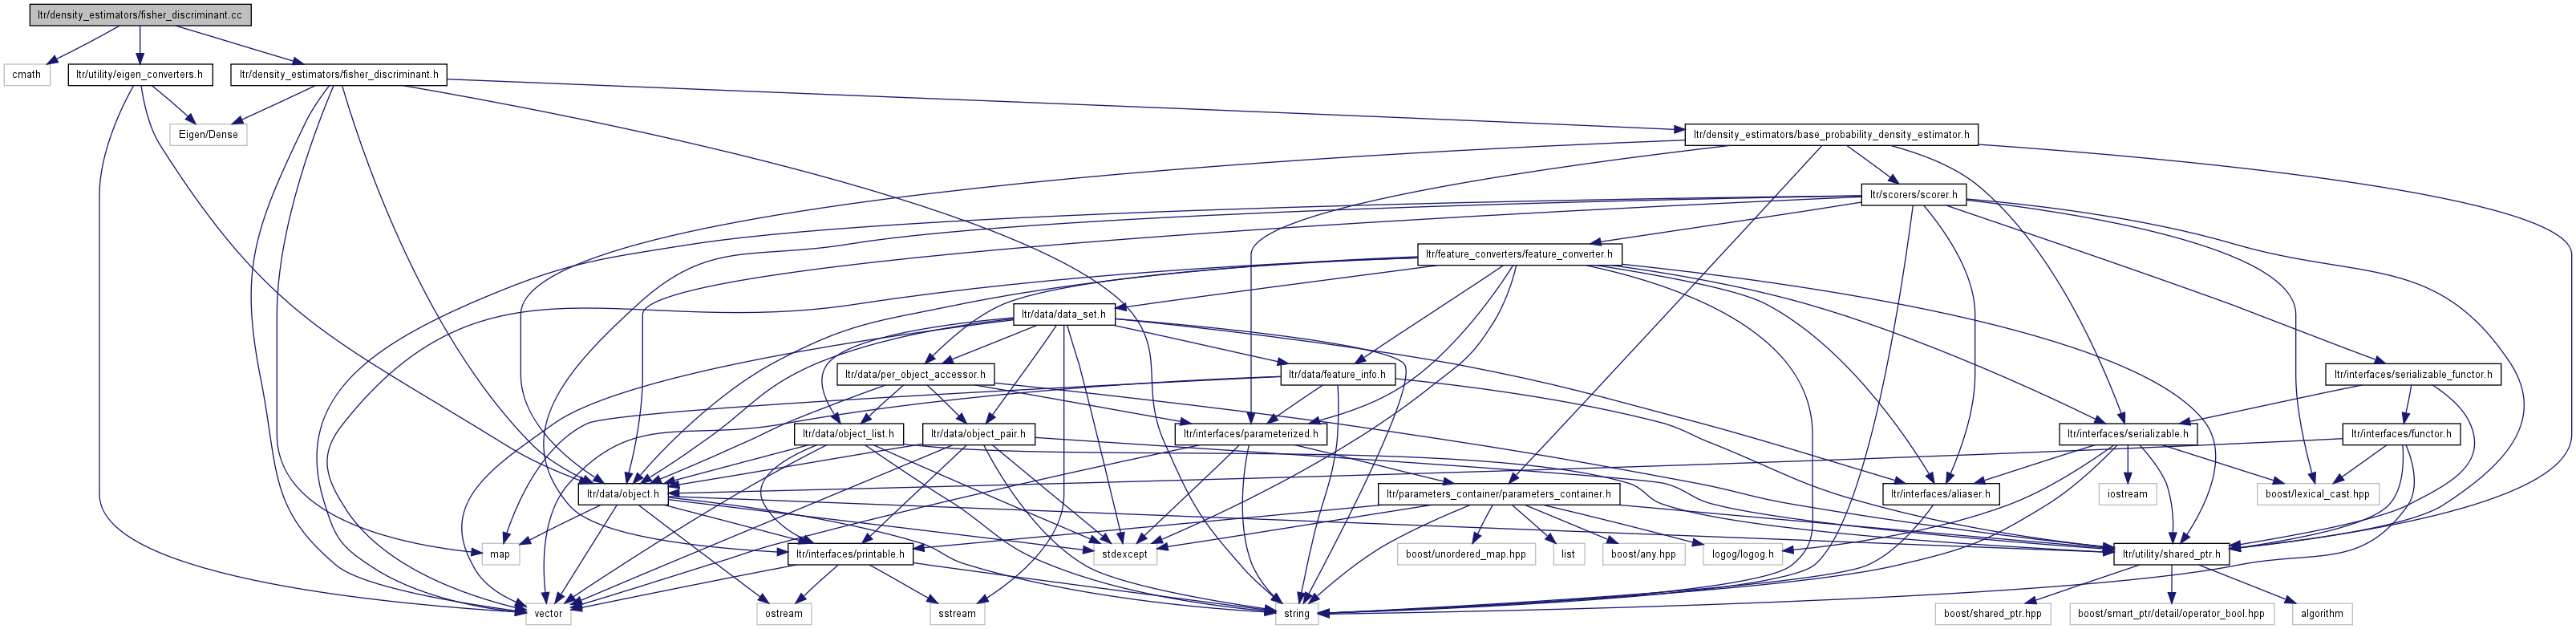 ltr/density_estimators/fisher_discriminant.cc
cmath
ltr/utility/eigen_converters.h
ltr/density_estimators/fisher_discriminant.h
Eigen/Dense
ltr/density_estimators/base_probability_density_estimator.h
ltr/scorers/scorer.h
ltr/feature_converters/feature_converter.h
ltr/data/data_set.h
ltr/data/per_object_accessor.h
ltr/data/feature_info.h
ltr/interfaces/serializable_functor.h
ltr/data/object_list.h
ltr/data/object_pair.h
ltr/interfaces/parameterized.h
ltr/interfaces/serializable.h
ltr/interfaces/functor.h
ltr/data/object.h
ltr/parameters_container/parameters_container.h
ltr/interfaces/aliaser.h
iostream
boost/lexical_cast.hpp
map
ltr/interfaces/printable.h
stdexcept
boost/unordered_map.hpp
list
boost/any.hpp
logog/logog.h
ltr/utility/shared_ptr.h
vector
ostream
sstream
string
boost/shared_ptr.hpp
boost/smart_ptr/detail/operator_bool.hpp
algorithm